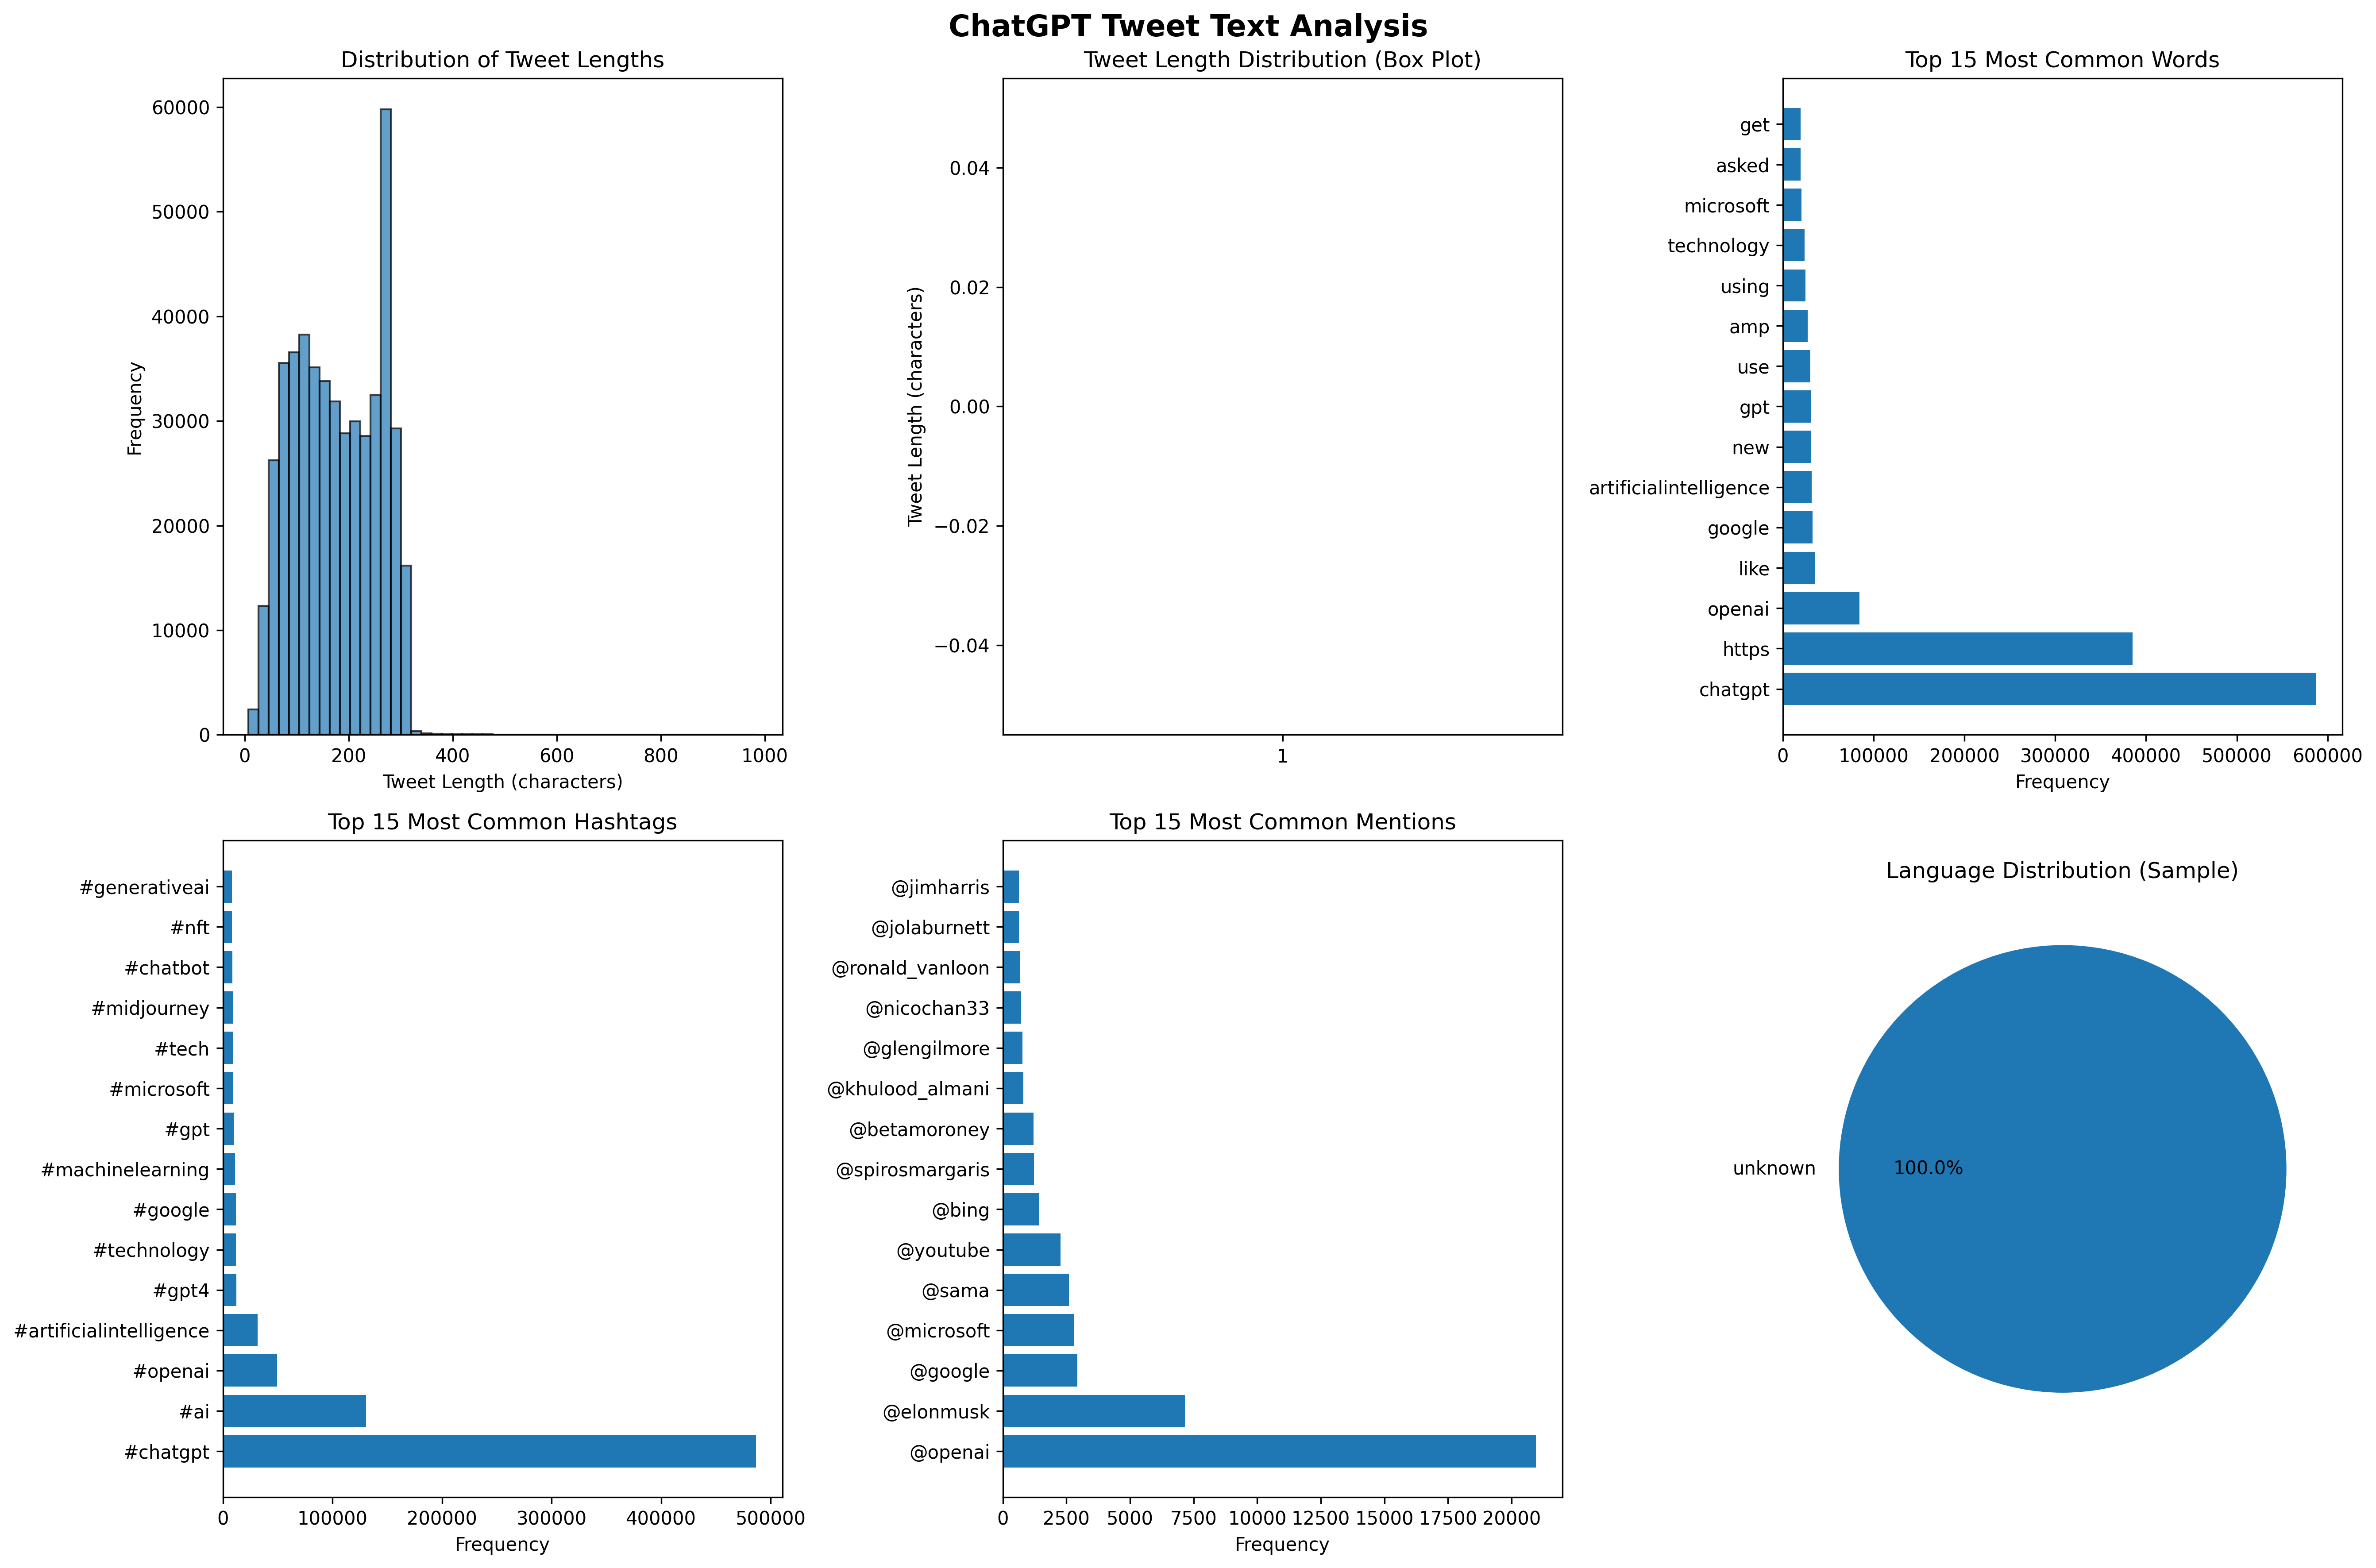 ChatGPT Tweet Text Analysis
Distribution of Tweet Lengths
60000
50000
40000
30000
20000
10000
0
Frequency
0 200 400 600 800 1000
Tweet Length (characters)
Tweet Length Distribution (Box Plot)
0.04
0.02
0.00
−0.02
−0.04
Tweet Length (characters)
1
Top 15 Most Common Words
get
asked
microsoft
technology
using
amp
use
gpt
new
artificialintelligence
google
like
openai
https
chatgpt
0 100000 200000 300000 400000 500000 600000
Frequency
Top 15 Most Common Hashtags
#generativeai
#nft
#chatbot
#midjourney
#tech
#microsoft
#gpt
#machinelearning
#google
#technology
#gpt4
#artificialintelligence
#openai
#ai
#chatgpt
0 100000 200000 300000 400000 500000
Frequency
Top 15 Most Common Mentions
@jimharris
@jolaburnett
@ronald_vanloon
@nicochan33
@glengilmore
@khulood_almani
@betamoroney
@spirosmargaris
@bing
@youtube
@sama
@microsoft
@google
@elonmusk
@openai
0 2500 5000 7500 10000 12500 15000 17500 20000
Frequency
Language Distribution (Sample)
unknown
100.0%